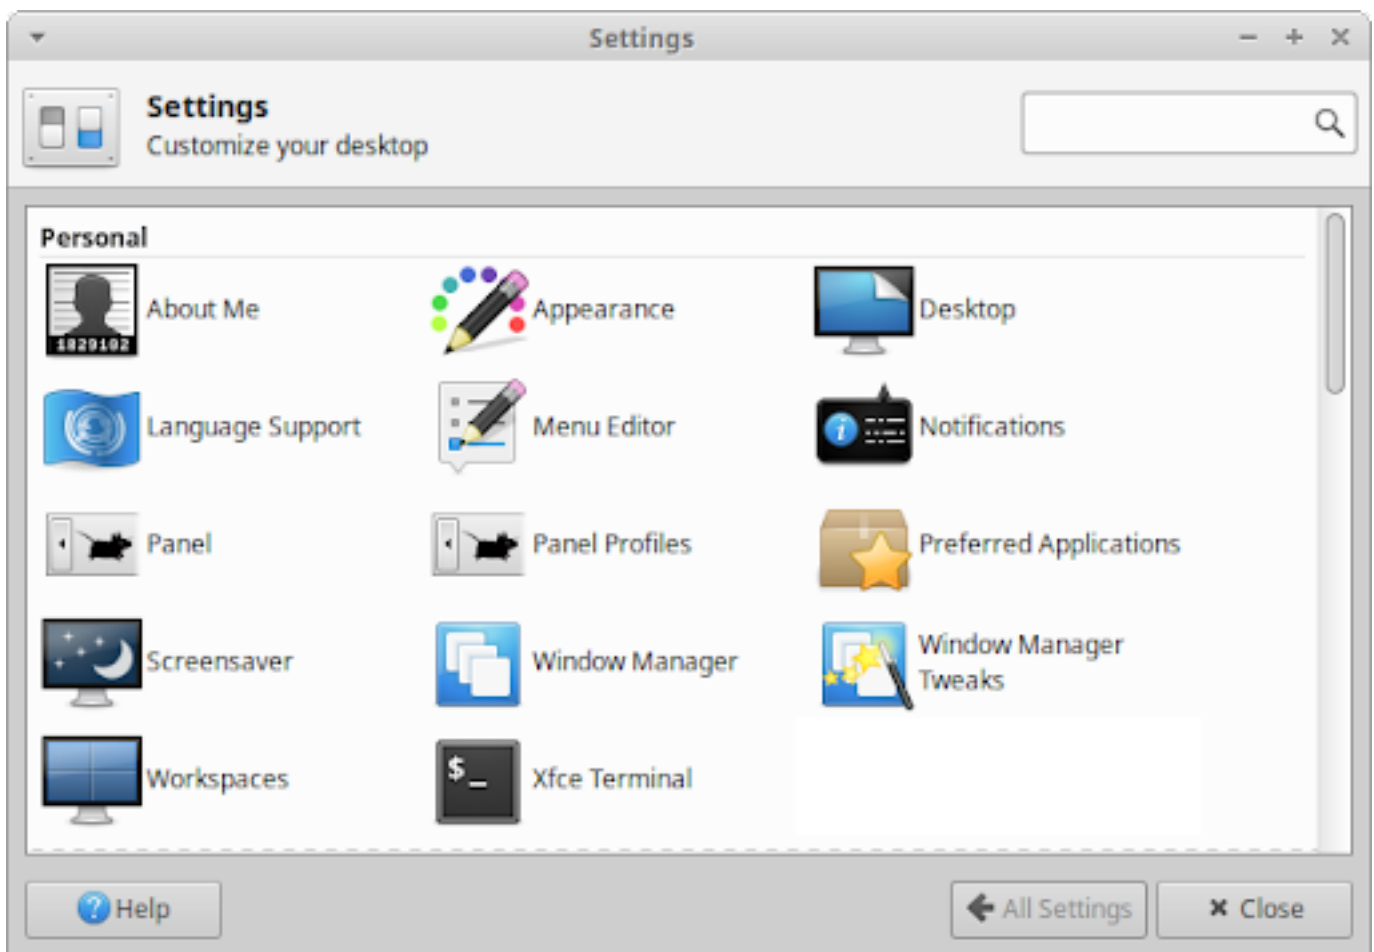 Settings
Settings
Customize your desktop
Personal
About Me
Appearance
Desktop
1829102
Language Support
Menu Editor
Notifications
Panel
Panel Profiles
Preferred Applications
Screensaver
Window Manager
Window Manager
Tweaks
$_
Workspaces
Xfce Terminal
? Help
All Settings
Close